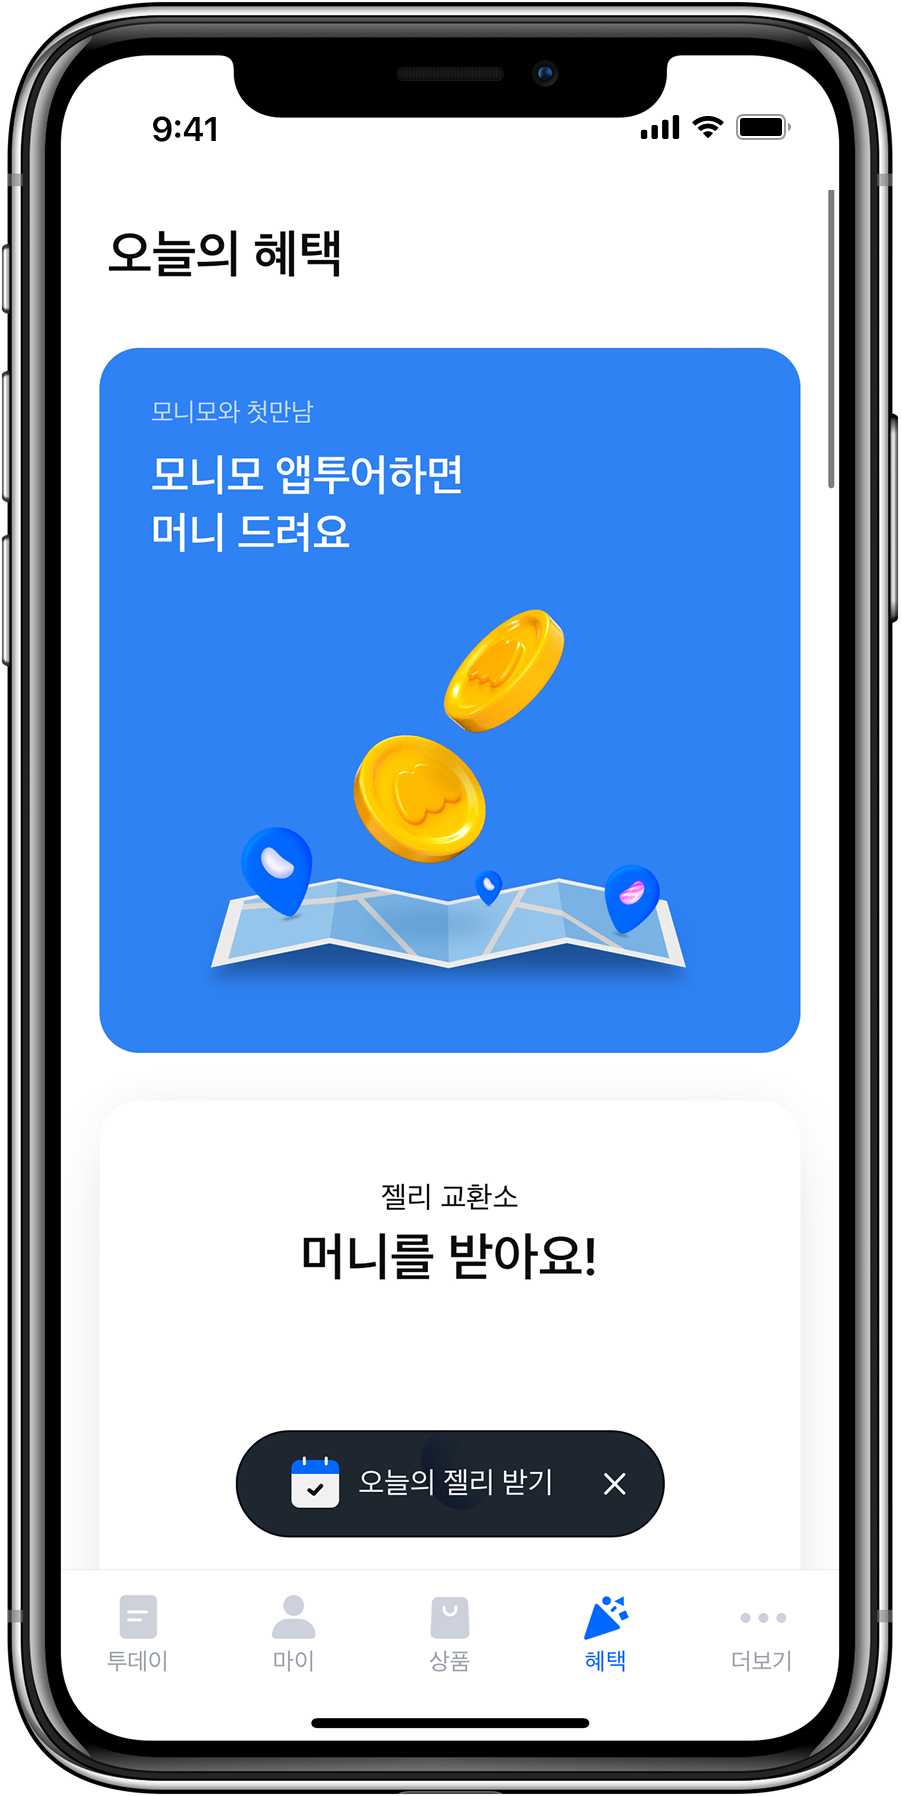 9:41
오늘의 혜택
모니모와 첫만남
모니모 앱투어하면
머니 드려요
젤리 교환소
머니를 받아요!
오늘의 젤리 받기
투데이
마이
상품
혜택
더보기